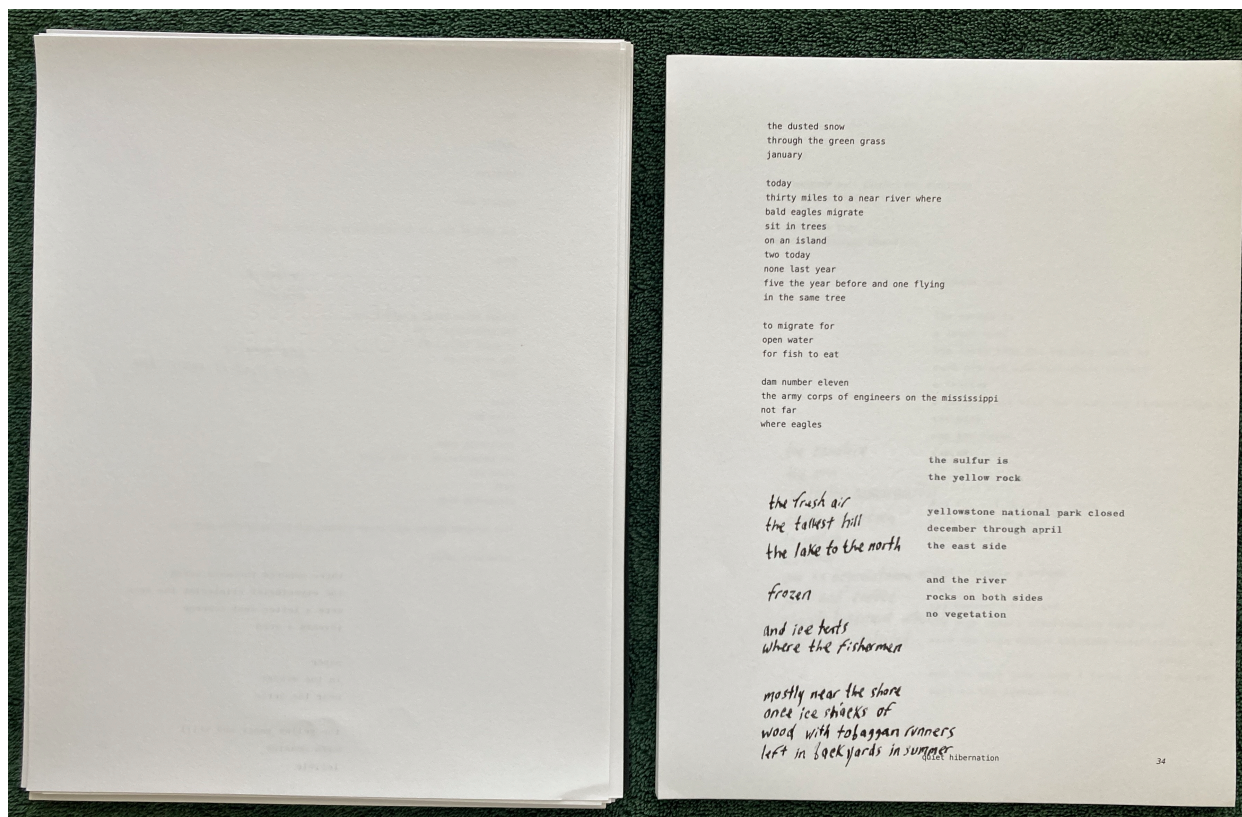 the dusted snow
through the green grass
january
today
thirty miles to a near river where
bald eagles migrate
sit in trees
on an island
two today
none last year
five the year before and one flying
in the same tree
to migrate for
open water
for fish to eat
dam number eleven
the army corps of engineers on the mississippi
not far
where eagles
the sulfur is
the yellow rock
yellowstone national park closed
december through april
the east side
and the river
rocks on both sides
no vegetation
the fresh air
the tallest hill
the lake to the north
frozen
and ice tents
where the fishermen
mostly near the shore
once ice shacks of
wood with tobaggan runners
left in backyards in summer
quiet hibernation
34